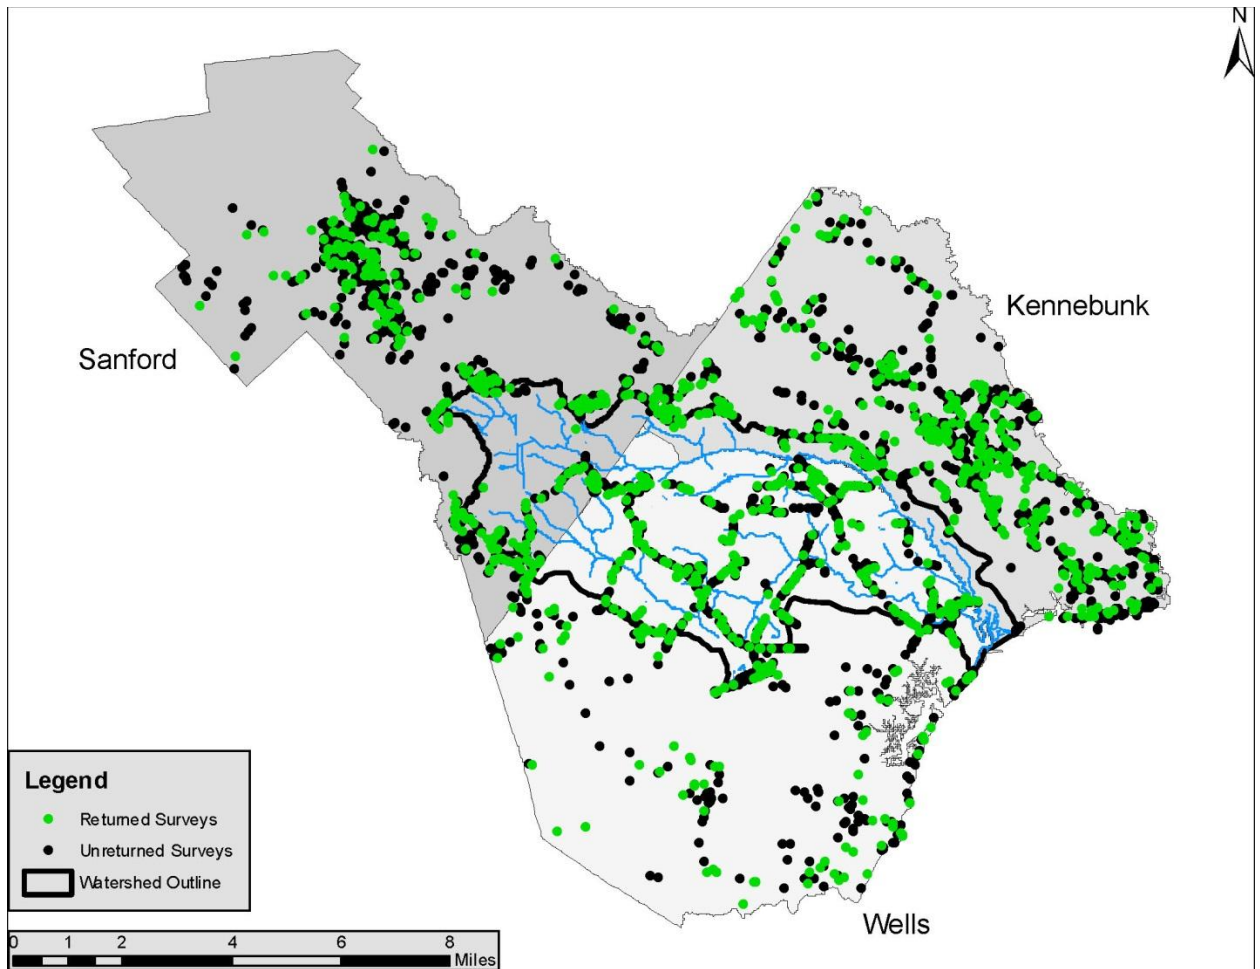 N
Kennebunk
Sanford
Legend
Returned Surveys
Unreturned Surveys
Watershed Outline
Wells
0 1 2 4 6 8
Miles